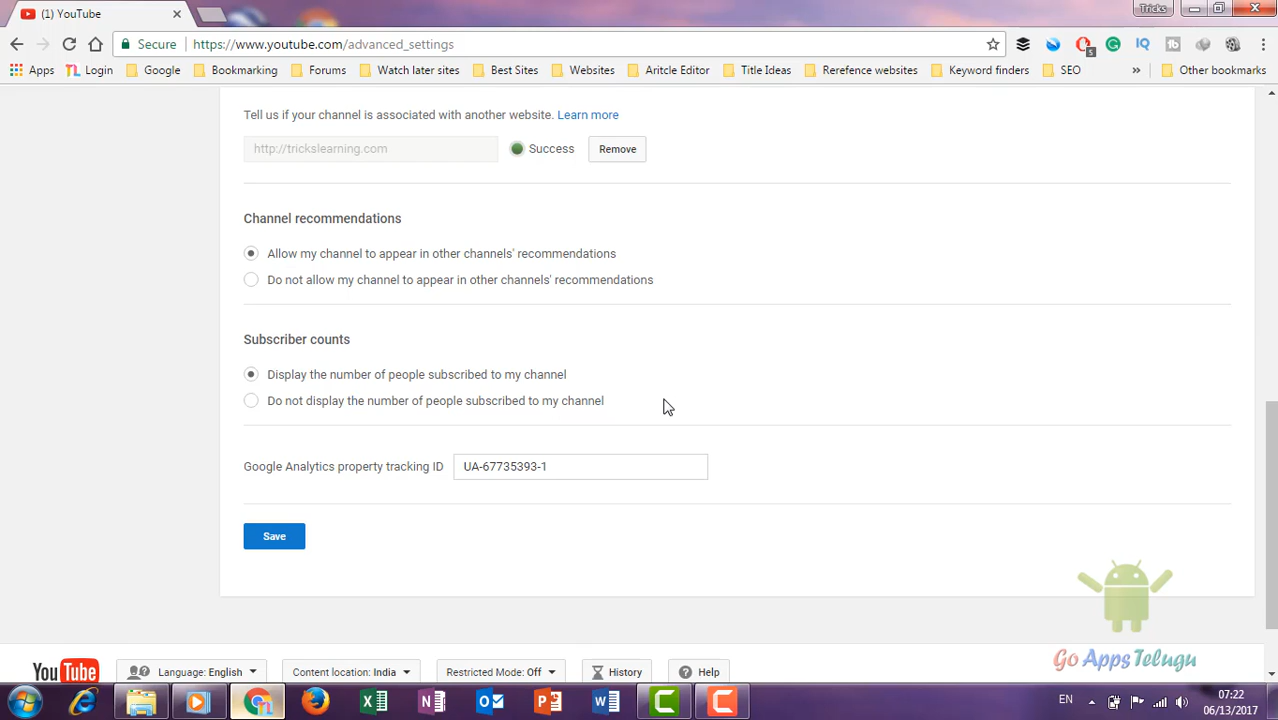 (1) YouTube
Tricks
Secure
https://www.youtube.com/advanced_settings
5
Apps
Login
Google
Bookmarking
Forums
Watch later sites
Best Sites
Websites
Aritcle Editor
Title Ideas
Rerefence websites
Keyword finders
SEO
»
Other bookmarks
Tell us if your channel is associated with another website. Learn more
http://trickslearning.com
Success
Remove
Channel recommendations
Allow my channel to appear in other channels' recommendations
Do not allow my channel to appear in other channels' recommendations
Subscriber counts
Display the number of people subscribed to my channel
Do not display the number of people subscribed to my channel
Google Analytics property tracking ID
UA-67735393-1
Save
Go Apps Telugu
YouTube
Language: English
Content location: India
Restricted Mode: Off
History
Help
EN
07:22
06/13/2017